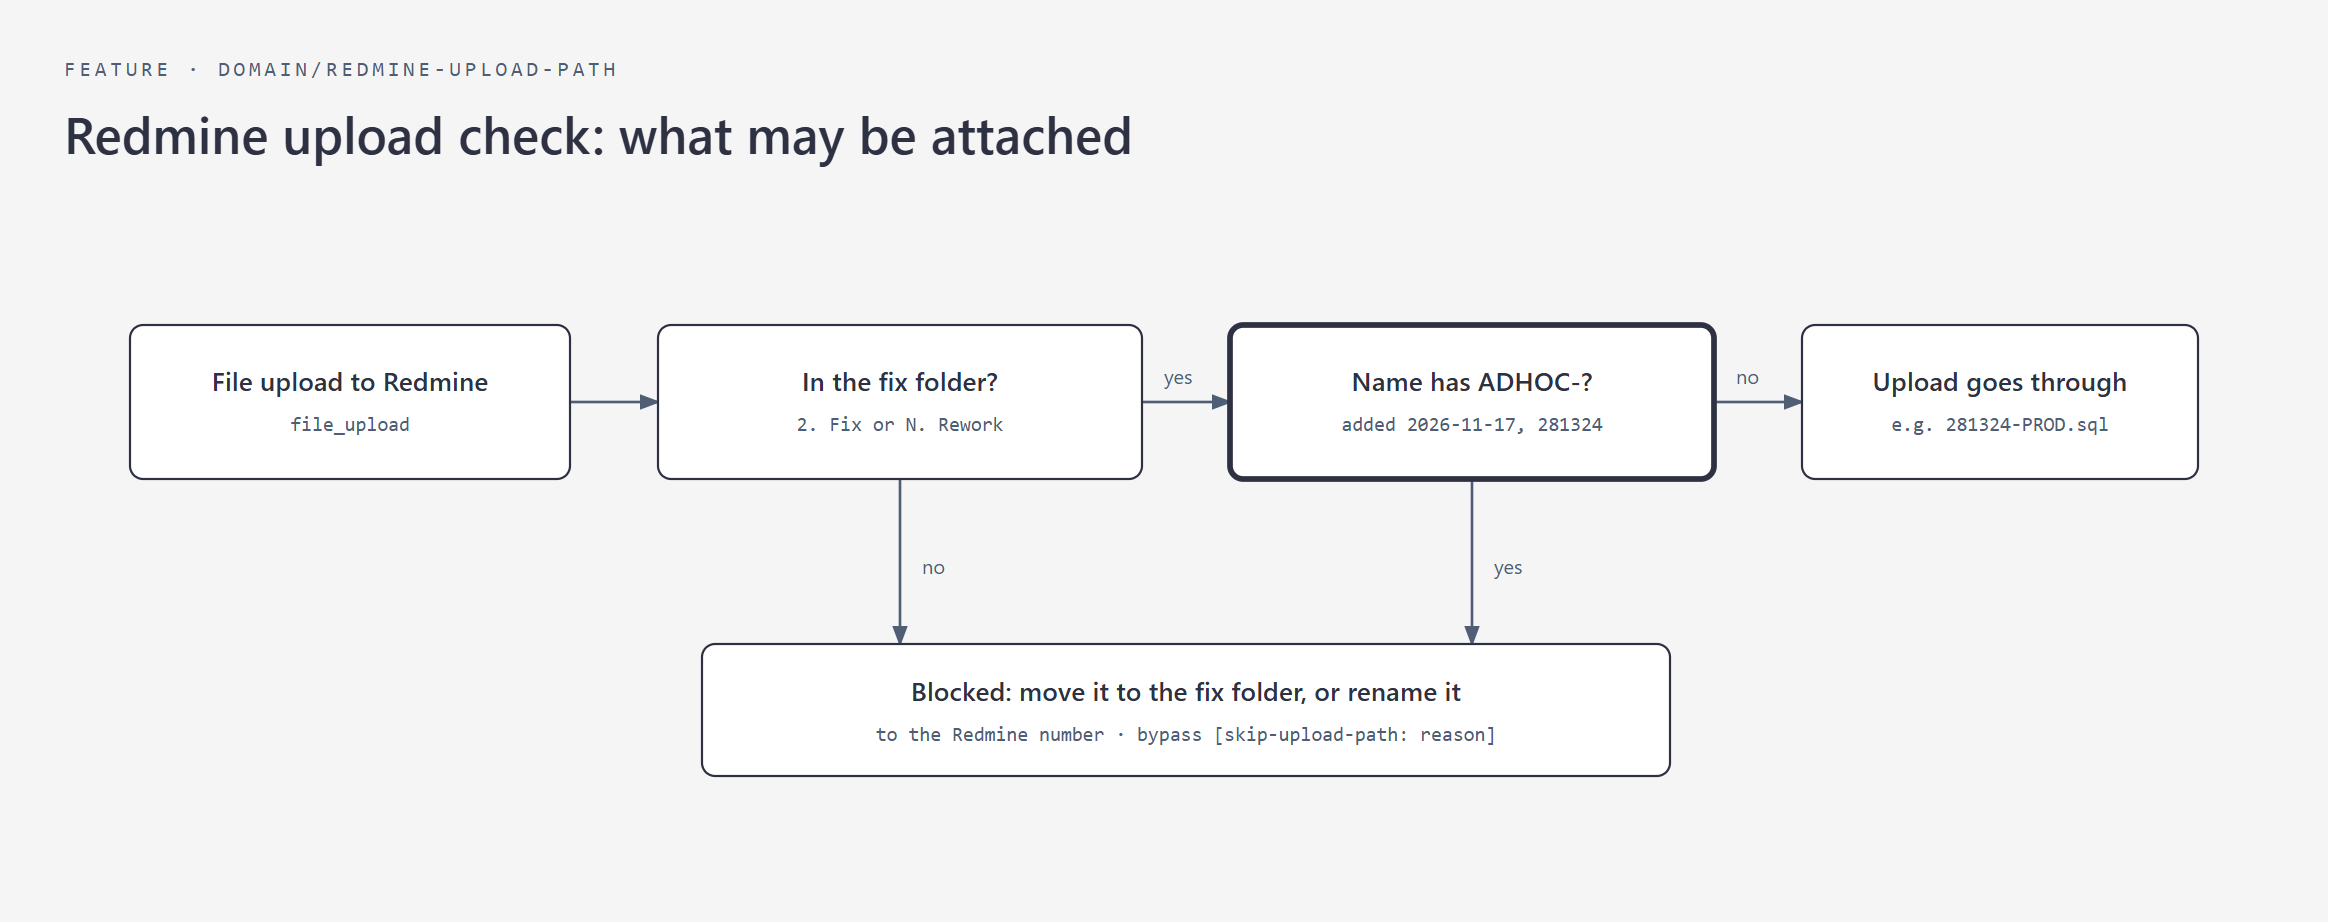 FEATURE · DOMAIN/REDMINE-UPLOAD-PATH
Redmine upload check: what may be attached
File upload to Redmine
file_upload
In the fix folder?
2. Fix or N. Rework
yes
Name has ADHOC-?
added 2026-11-17, 281324
no
Upload goes through
e.g. 281324-PROD.sql
no
yes
Blocked: move it to the fix folder, or rename it
to the Redmine number · bypass [skip-upload-path: reason]